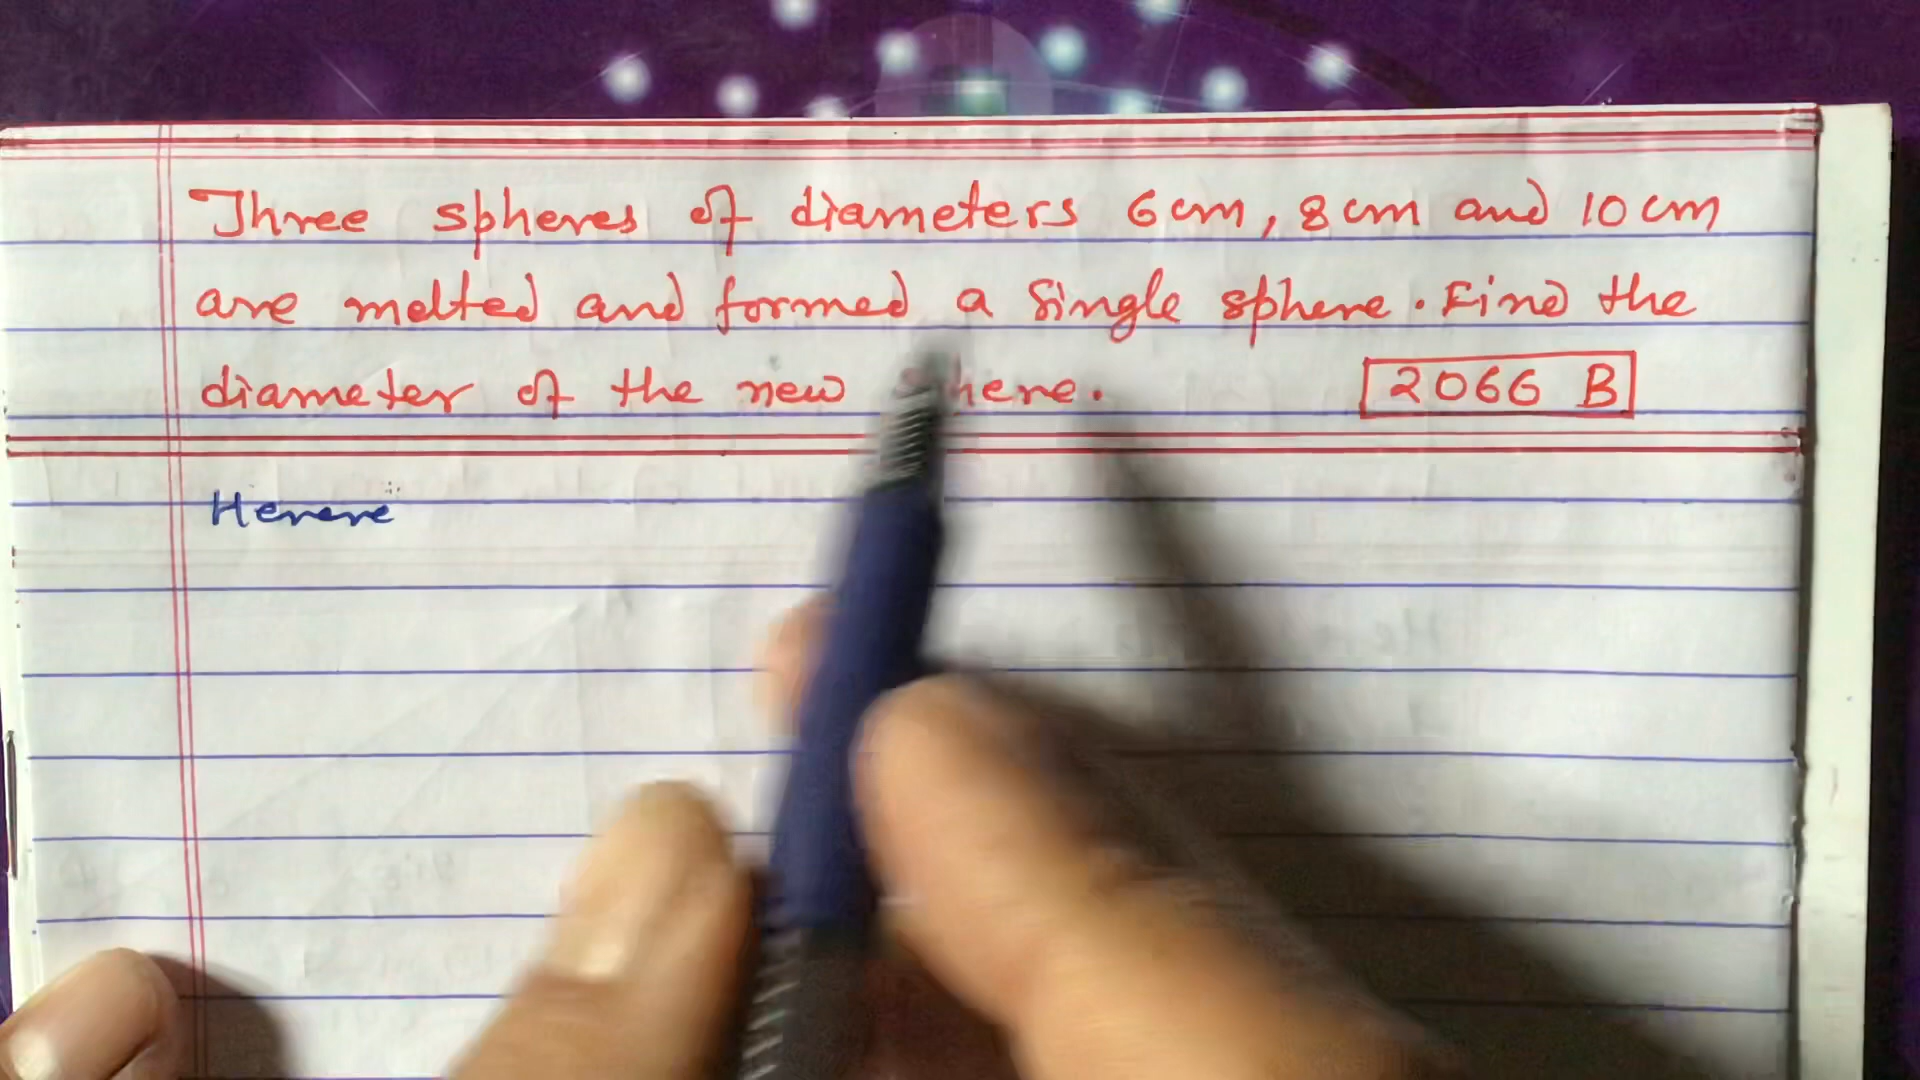 Three spheres of diameters 6cm, 8cm and 10cm
are melted and formed a single sphere. Find the
diameter of the new here. 2066 B
Herere